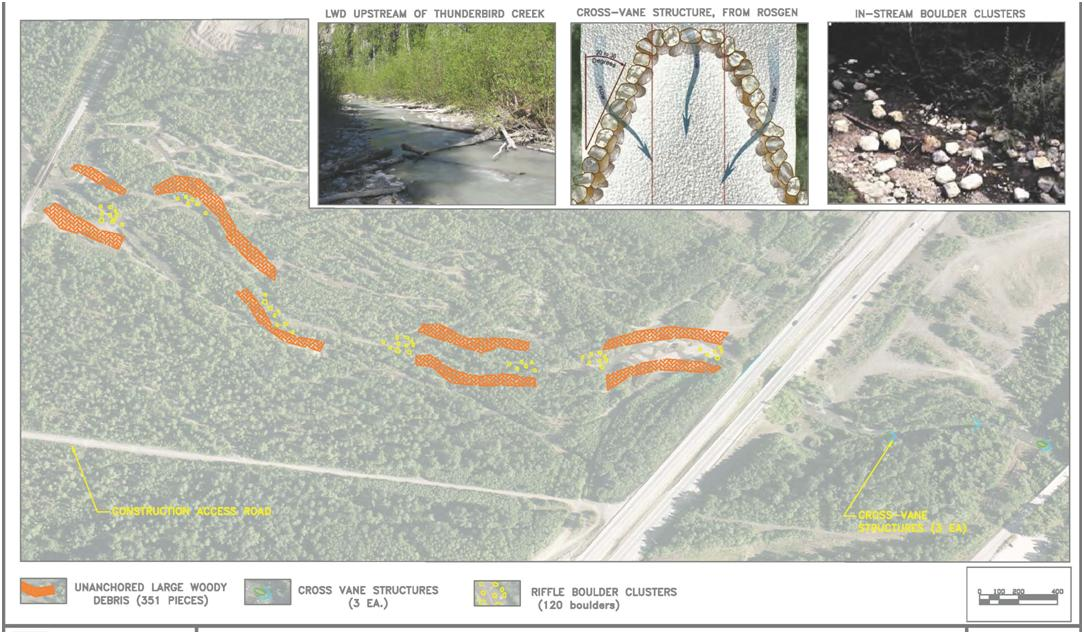 LWD UPSTREAM OF THUNDERBIRD CREEK
CROSS-VANE STRUCTURE, FROM ROSGEN
IN-STREAM BOULDER CLUSTERS
Degrees
CONSTRUCTION ACCESS ROAD
CROSS-VANE
STRUCTURES (3 EA)
UNANCHORED LARGE WOODY
DEBRIS (351 PIECES)
CROSS VANE STRUCTURES
(3 EA.)
RIFFLE BOULDER CLUSTERS
(120 boulders)
0 100 200 400